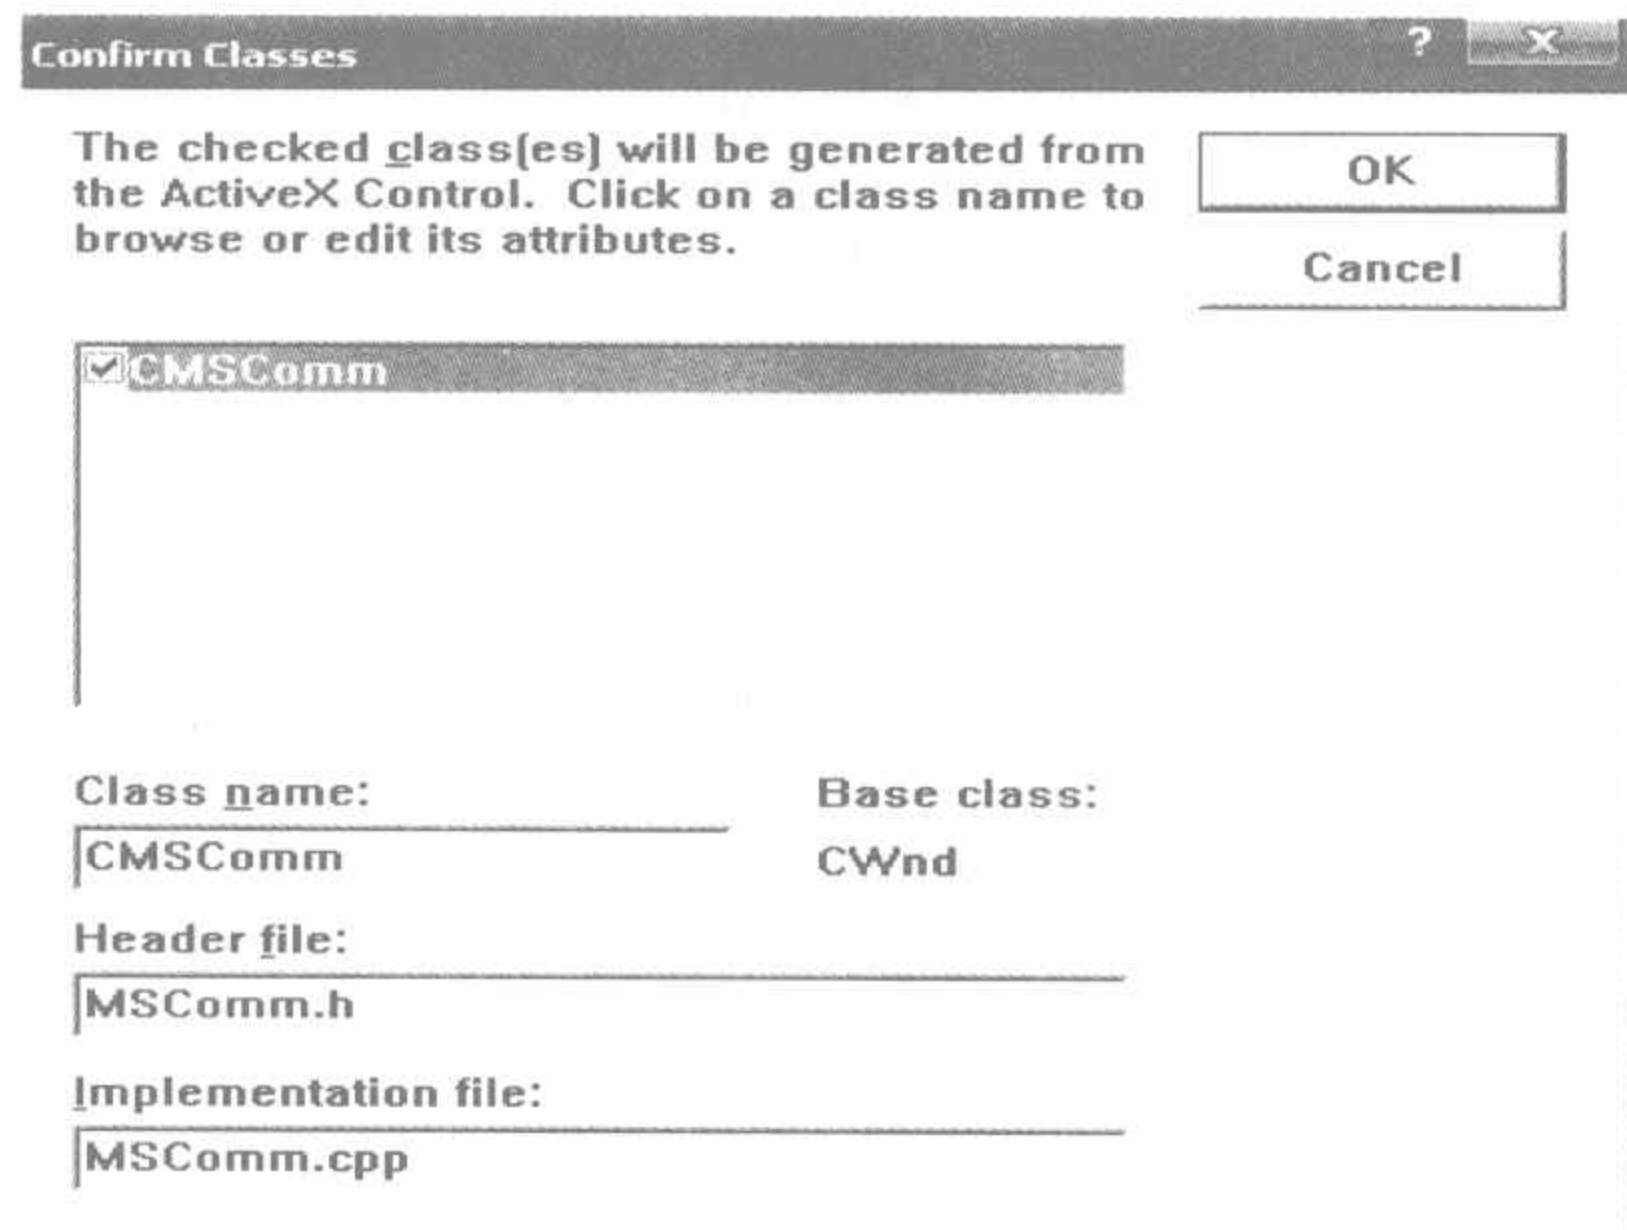 Confirm Classes
?
The checked class(es) will be generated from
the ActiveX Control. Click on a class name to
browse or edit its attributes.
OK
Cancel
CMSComm
Class name:
Base class:
CMSComm
CWnd
Header file:
MSComm.h
Implementation file:
MSComm.cpp